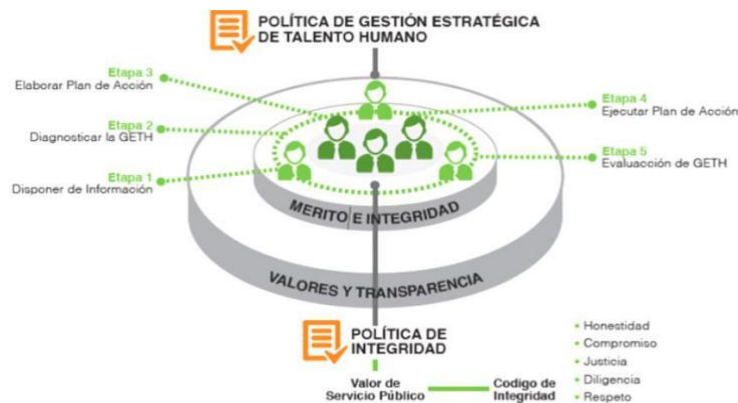 POLÍTICA DE GESTIÓN ESTRATÉGICA
DE TALENTO HUMANO
Etapa 3
Elaborar Plan de Acción
Etapa 2
Diagnosticar la GETH
Etapa 1
Disponer de Información
Etapa 4
Ejecutar Plan de Acción
Etapa 5
Evaluacción de GETH
MERITO E INTEGRIDAD
VALORES Y TRANSPARENCIA
POLÍTICA DE
INTEGRIDAD
Valor de
Servicio Público
Codigo de
Integridad
• Honestidad
• Compromiso
• Justicia
• Diligencia
• Respeto